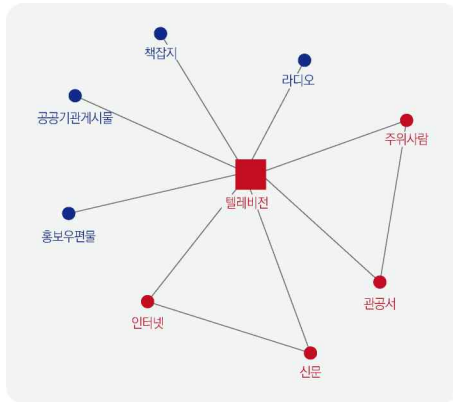 책잡지
라디오
공공기관게시물
주위사람
텔레비전
홍보우편물
관공서
인터넷
신문